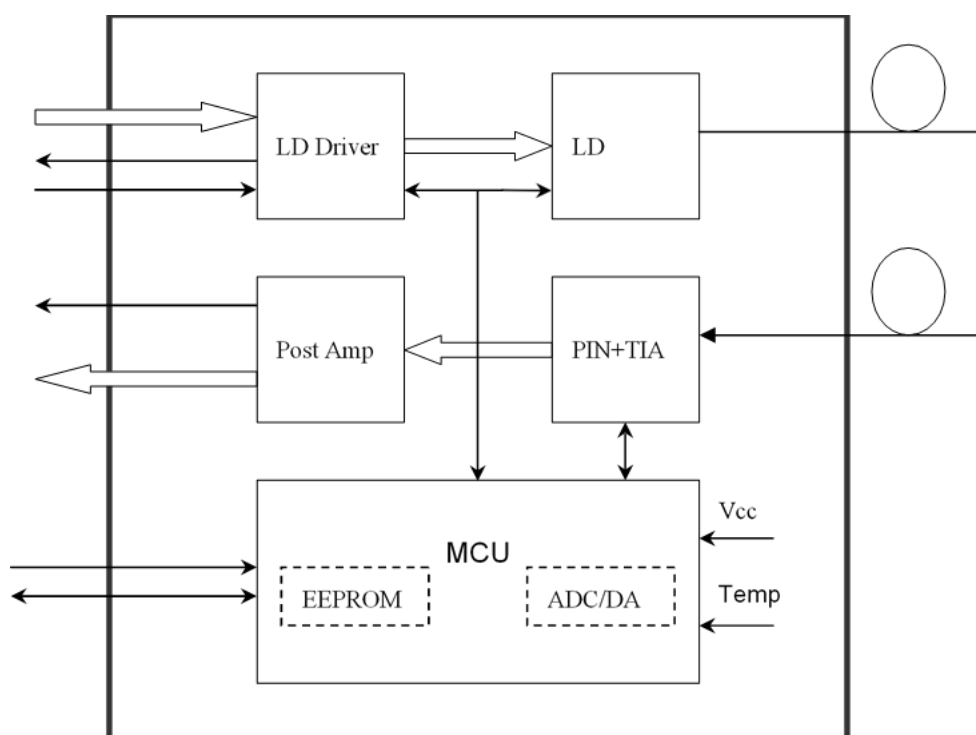 LD Driver
LD
Post Amp
PIN+TIA
MCU
Vcc
EEPROM
ADC/DA
Temp